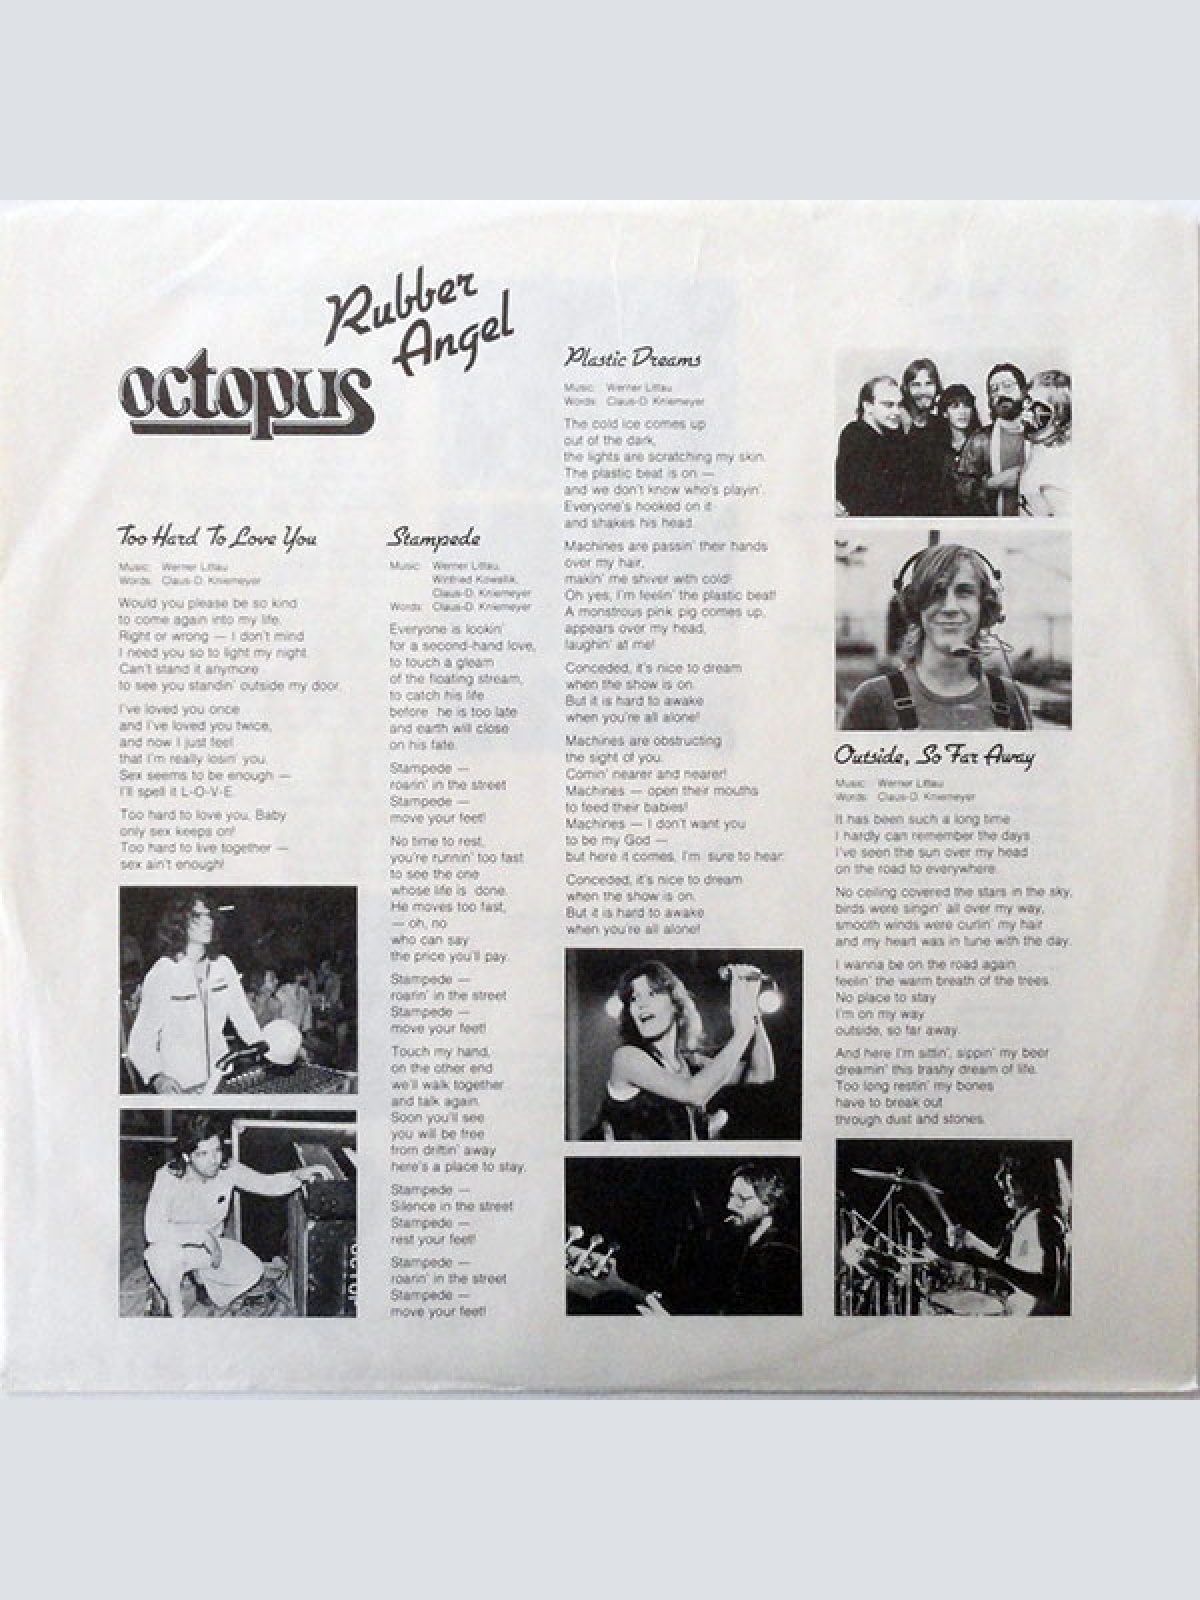 Rubber
Angel
octopus
Too Hard To Love You
Music: Werner Littau
Words: Claus-D. Kniemeyer
Would you please be so kind
to come again into my life.
Right or wrong — I don't mind
I need you so to light my night.
Can't stand it anymore
to see you standin' outside my door.
I've loved you once
and I've loved you twice,
and now I just feel
that I'm really losin' you.
Sex seems to be enough —
I'll spell it L-O-V-E.
Too hard to love you, Baby
only sex keeps on!
Too hard to live together —
sex ain't enough!
Stampede
Music: Werner Littau,
Winfried Kowallik,
Claus-D. Kniemeyer
Words: Claus-D. Kniemeyer
Everyone is lookin'
for a second-hand love,
to touch a gleam
of the floating stream,
to catch his life
before he is too late
and earth will close
on his fate.
Stampede —
roarin' in the street
Stampede —
move your feet!
No time to rest,
you're runnin' too fast
to see the one
whose life is done.
He moves too fast,
— oh, no
who can say
the price you'll pay.
Stampede —
roarin' in the street
Stampede —
move your feet!
Touch my hand,
on the other end
we'll walk together
and talk again.
Soon you'll see
you will be free
from driftin' away
here's a place to stay.
Stampede —
Silence in the street
Stampede —
rest your feet!
Stampede —
roarin' in the street
Stampede —
move your feet!
Plastic Dreams
Music: Werner Littau
Words: Claus-D. Kniemeyer
The cold ice comes up
out of the dark,
the lights are scratching my skin.
The plastic beat is on —
and we don't know who's playin'.
Everyone's hooked on it
and shakes his head.
Machines are passin' their hands
over my hair,
makin' me shiver with cold!
Oh yes, I'm feelin' the plastic beat!
A monstrous pink pig comes up,
appears over my head,
laughin' at me!
Conceded, it's nice to dream
when the show is on.
But it is hard to awake
when you're all alone!
Machines are obstructing
the sight of you.
Comin' nearer and nearer!
Machines — open their mouths
to feed their babies!
Machines — I don't want you
to be my God —
but here it comes, I'm sure to hear:
Conceded, it's nice to dream
when the show is on.
But it is hard to awake
when you're all alone!
Outside, So Far Away
Music: Werner Littau
Words: Claus-D. Kniemeyer
It has been such a long time
I hardly can remember the days
I've seen the sun over my head
on the road to everywhere.
No ceiling covered the stars in the sky,
birds were singin' all over my way,
smooth winds were curlin' my hair
and my heart was in tune with the day.
I wanna be on the road again
feelin' the warm breath of the trees.
No place to stay
I'm on my way
outside, so far away.
And here I'm sittin', sippin' my beer
dreamin' this trashy dream of life.
Too long restin' my bones
have to break out
through dust and stones.